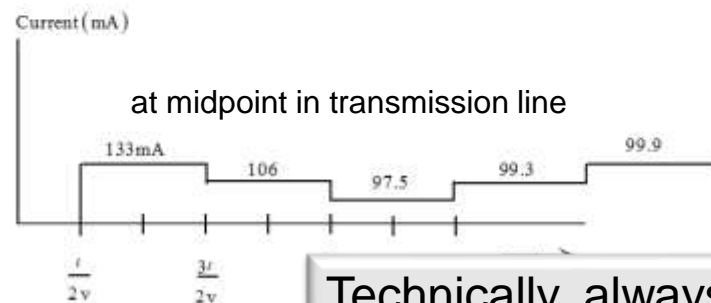 Current(mA)
at midpoint in transmission line
133mA
106
97.5
99.3
99.9
l
2v
3l
2v
Technically, always